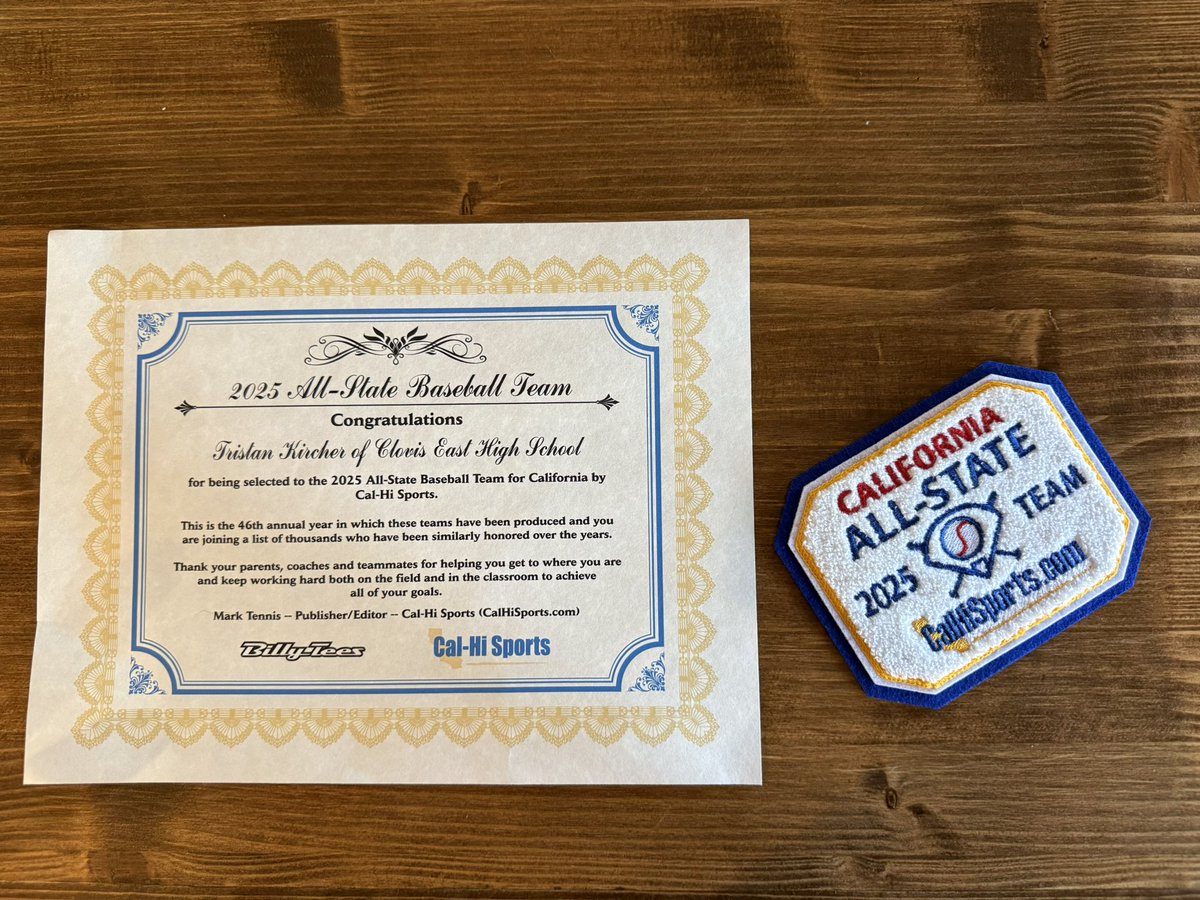 2025 All-State Baseball Team
Congratulations
Tristan Kircher of Clovis East High School
for being selected to the 2025 All-State Baseball Team for California by
Cal-Hi Sports.
This is the 46th annual year in which these teams have been produced and you
are joining a list of thousands who have been similarly honored over the years.
Thank your parents, coaches and teammates for helping you get to where you are
and keep working hard both on the field and in the classroom to achieve
all of your goals.
Mark Tennis -- Publisher/Editor -- Cal-Hi Sports (CalHiSports.com)
BillyTees
Cal-Hi Sports
CALIFORNIA
ALL-STATE
2025 TEAM
CalHiSports.com